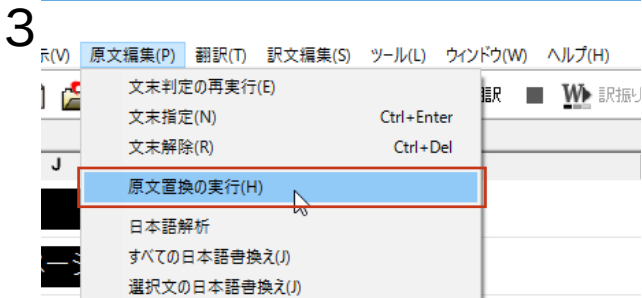 3
示(V) 原文編集(P) 翻訳(T) 訳文編集(S) ツール(L) ウィンドウ(W) ヘルプ(H)
文末判定の再実行(E)
文末指定(N) Ctrl+Enter
文末解除(R) Ctrl+Del
原文置換の実行(H)
日本語解析
すべての日本語書換え(J)
選択文の日本語書換え(J)
訳 W 訳振り
J
ページ